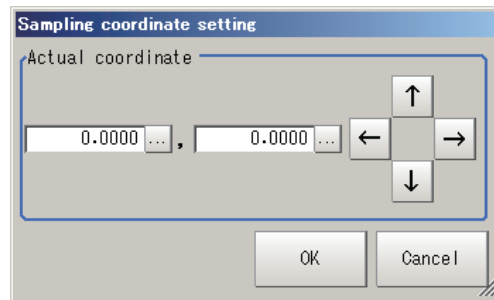 Sampling coordinate setting
Actual coordinate
↑
0.0000 ... , 0.0000 ... ← →
↓
OK Cancel